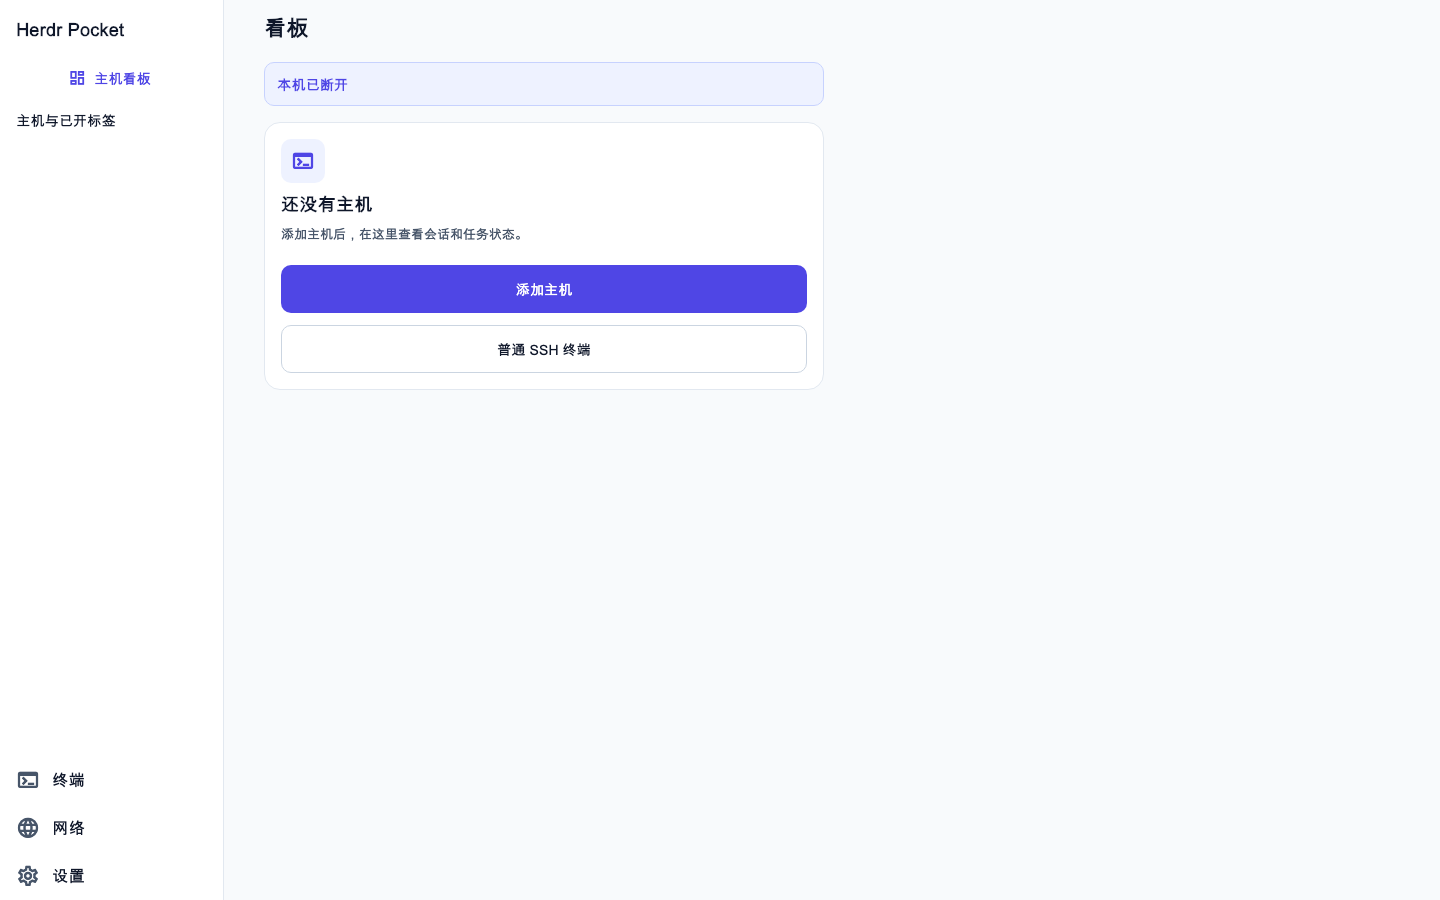 Herdr Pocket
主机看板
主机与已开标签
终端
网络
设置
看板
本机已断开
还没有主机
添加主机后，在这里查看会话和任务状态。
添加主机
普通 SSH 终端